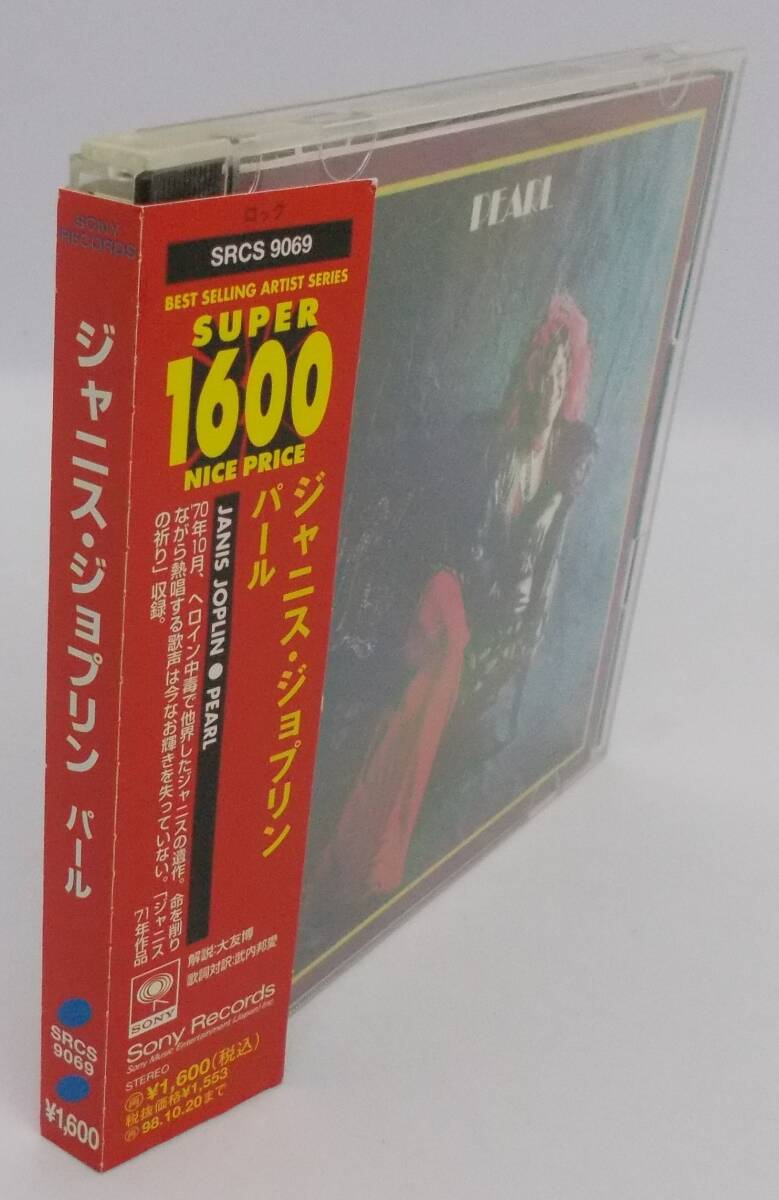 SONY
RECORDS
ジャニス・ジョプリン パール
SRCS
9069
¥1,600
ロック
SRCS 9069
BEST SELLING ARTIST SERIES
SUPER
1600
NICE PRICE
ジャニス・ジョプリン
パール
JANIS JOPLIN ● PEARL
'70年10月、ヘロイン中毒で他界したジャニスの遺作。命を削り
ながら熱唱する歌声は今なお輝きを失っていない。「ジャニス
の祈り」収録。
'71年作品
解説:大友博
歌詞対訳:武内邦愛
SONY
Sony Records
Sony Music Entertainment (Japan) Inc.
STEREO
¥1,600(税込)
税抜価格¥1,553
98.10.20まで
PEARL